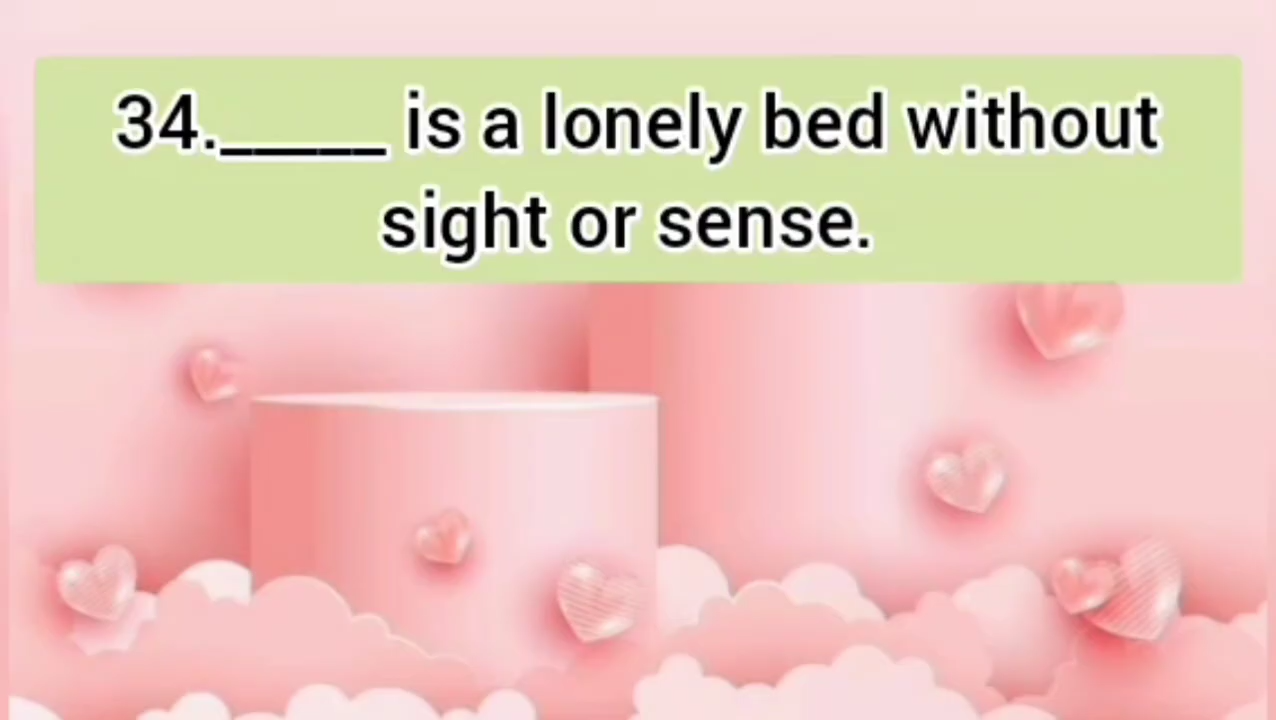 34._____ is a lonely bed without
sight or sense.